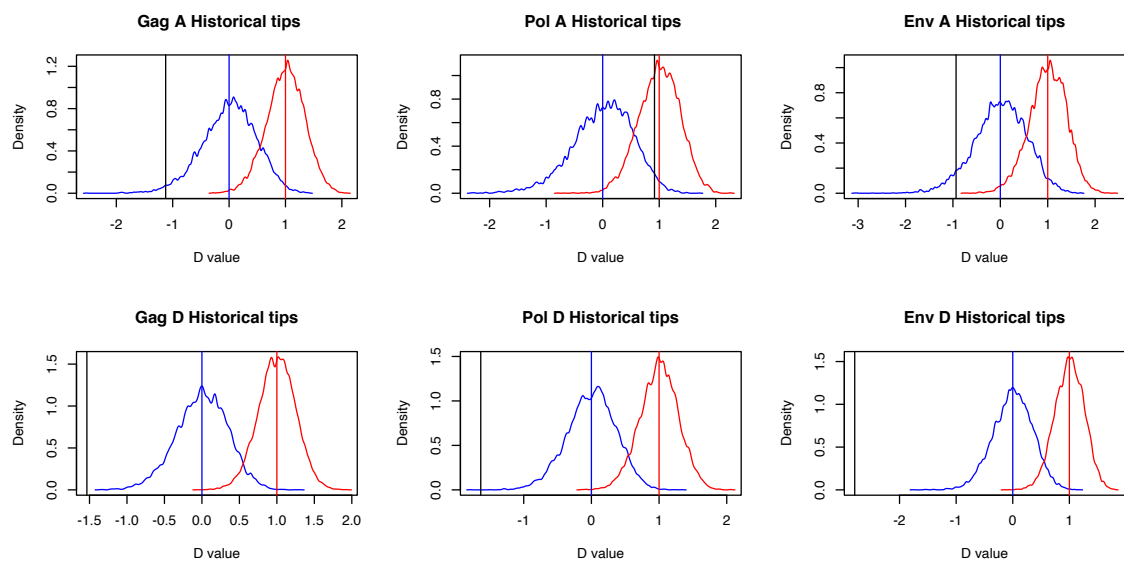 Gag A Historical tips
Density
0.0 0.4 0.8 1.2
-2 -1 0 1 2
D value
Pol A Historical tips
Density
0.0 0.4 0.8
-2 -1 0 1 2
D value
Env A Historical tips
Density
0.0 0.4 0.8
-3 -2 -1 0 1 2
D value
Gag D Historical tips
Density
0.0 0.5 1.0 1.5
-1.5 -1.0 -0.5 0.0 0.5 1.0 1.5 2.0
D value
Pol D Historical tips
Density
0.0 0.5 1.0 1.5
-1 0 1 2
D value
Env D Historical tips
Density
0.0 0.5 1.0 1.5
-2 -1 0 1
D value